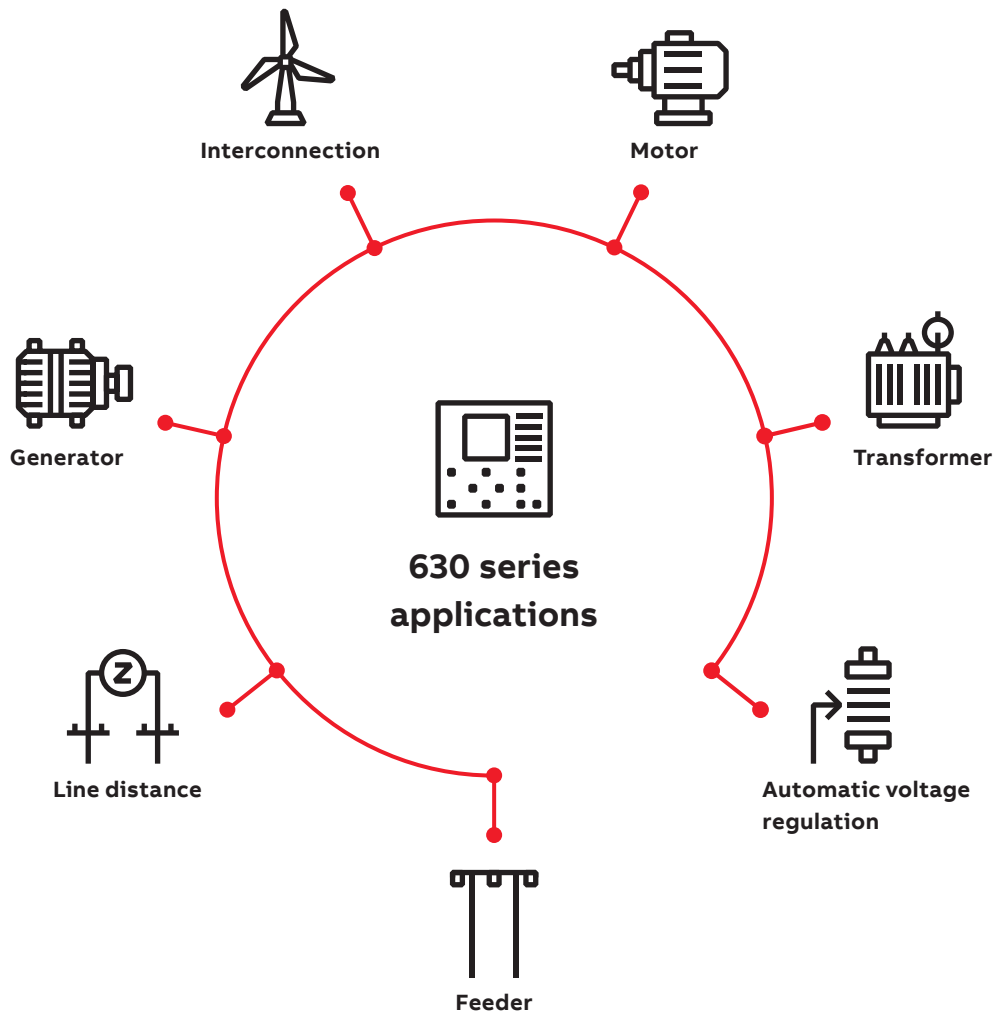 Interconnection
Motor
Generator
Transformer
630 series
applications
Z
Line distance
Automatic voltage
regulation
Feeder